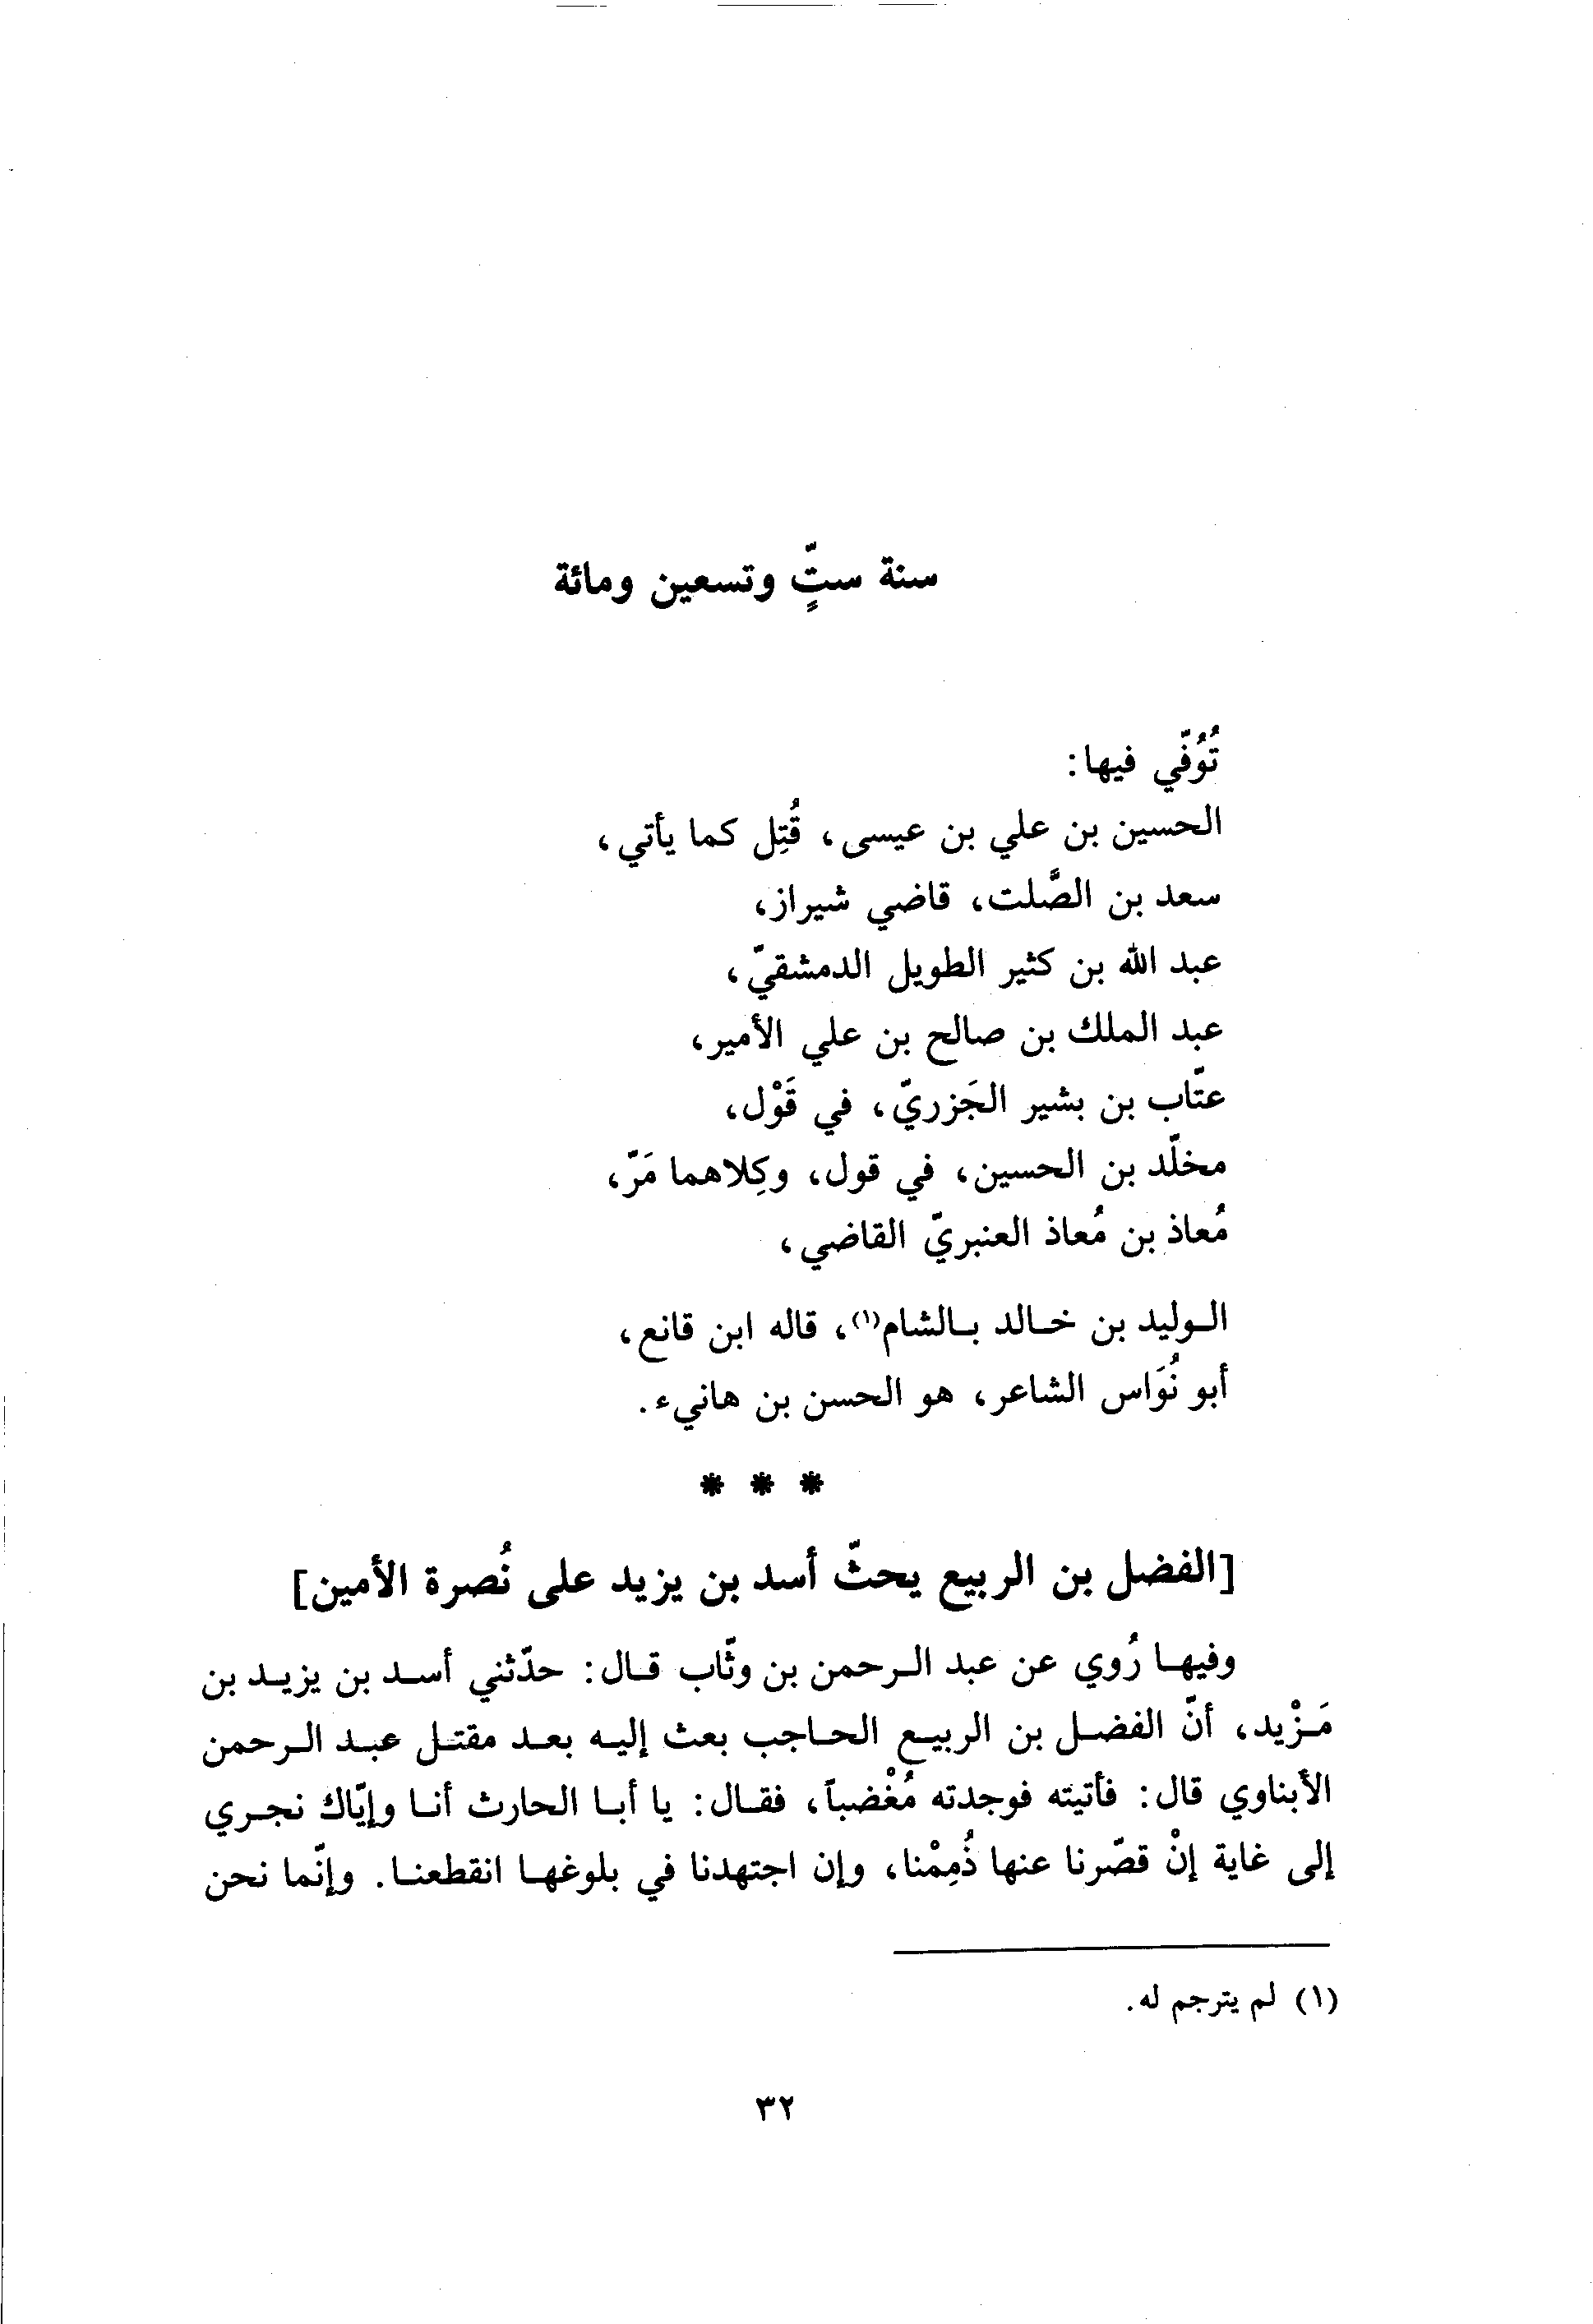 سنة ستٍّ وتسعين ومائة
تُوُفّي فيها:
الحسين بن علي بن عيسى، قُتِل كما يأتي،
سعد بن الصَّلت، قاضي شيراز،
عبد الله بن كثير الطويل الدمشقيّ،
عبد الملك بن صالح بن علي الأمير،
عتّاب بن بشير الجَزريّ، في قَوْل،
مخلّد بن الحسين، في قول، وكِلاهما مَرّ،
مُعاذ بن مُعاذ العنبريّ القاضي،
الوليد بن خالد بالشام(١)، قاله ابن قانع،
أبو نُوَاس الشاعر، هو الحسن بن هانيء.
* * *
[الفضل بن الربيع يحثّ أسد بن يزيد على نُصرة الأمين]
وفيها رُوي عن عبد الرحمن بن وثّاب قال: حدّثني أسد بن يزيد بن
مَزْيد، أنّ الفضل بن الربيع الحاجب بعث إليه بعد مقتل عبد الرحمن
الأبناوي قال: فأتيته فوجدته مُغْضباً، فقال: يا أبا الحارث أنا وإيّاك نجري
إلى غاية إنْ قصّرنا عنها ذُمِمْنا، وإن اجتهدنا في بلوغها انقطعنا. وإنّما نحن
(١) لم يترجم له.
٣٢